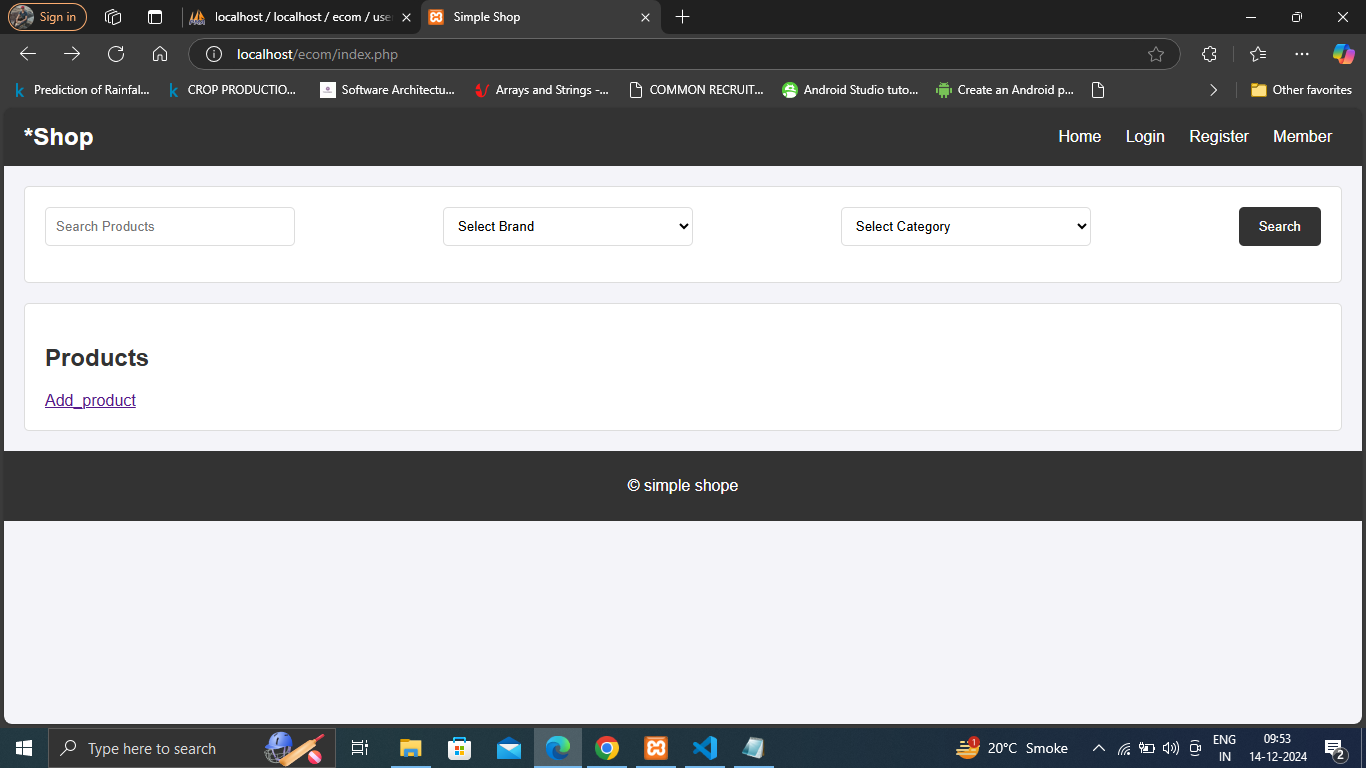 Sign in
localhost / localhost / ecom / use
Simple Shop
localhost/ecom/index.php
Prediction of Rainfal...
CROP PRODUCTIO...
Software Architectu...
Arrays and Strings -...
COMMON RECRUIT...
Android Studio tuto...
Create an Android p...
Other favorites
*Shop
Home
Login
Register
Member
Search Products
Select Brand
Select Category
Search
Products
Add_product
© simple shope
Type here to search
20°C Smoke
ENG
IN
09:53
14-12-2024
1
2